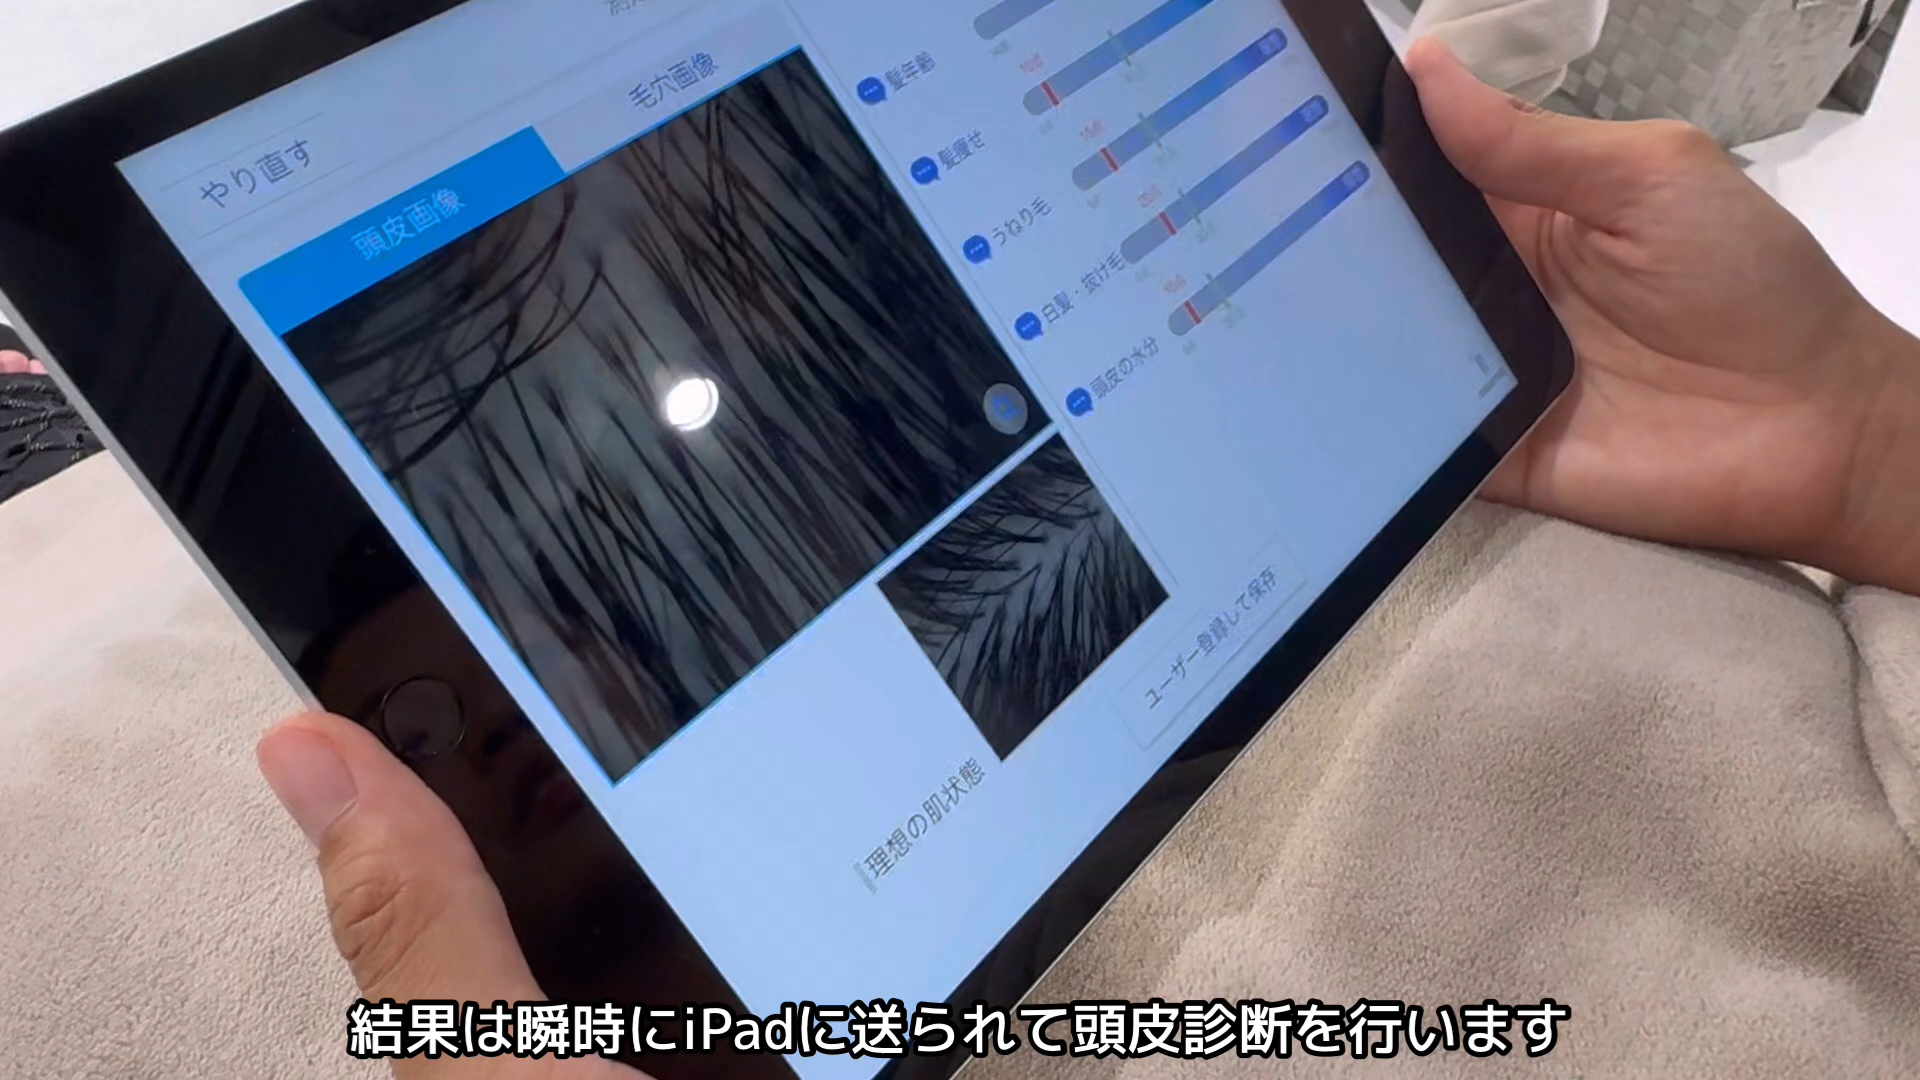 やり直す
頭皮画像
毛穴画像
髪年齢
髪痩せ
うねり毛
白髪・抜け毛
頭皮の水分
ユーザー登録して保存
理想の肌状態
結果は瞬時にiPadに送られて頭皮診断を行います